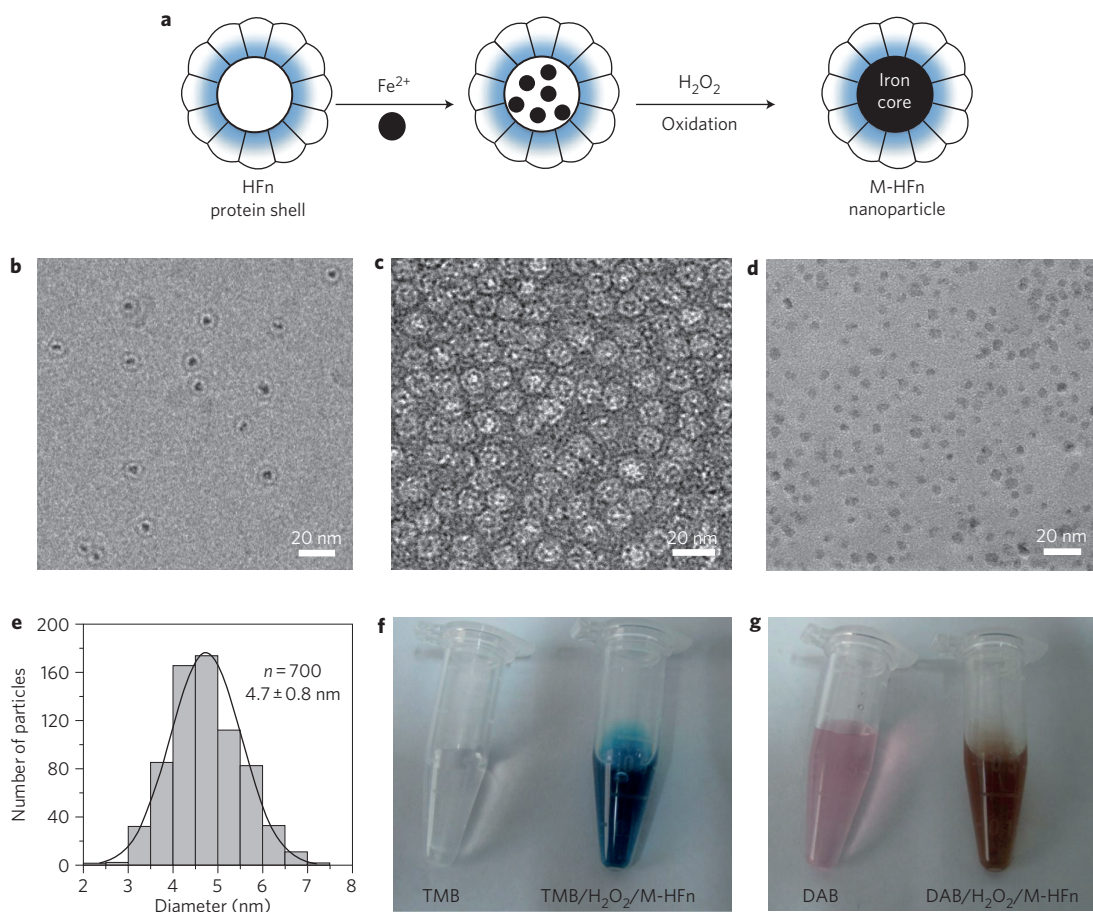 a
Fe²⁺
H₂O₂
Oxidation
Iron
core
HFn
protein shell
M-HFn
nanoparticle
b
20 nm
c
20 nm
d
20 nm
e
200
160
120
80
40
0
Number of particles
n = 700
4.7 ± 0.8 nm
2 3 4 5 6 7 8
Diameter (nm)
f
TMB
TMB/H₂O₂/M-HFn
g
DAB
DAB/H₂O₂/M-HFn